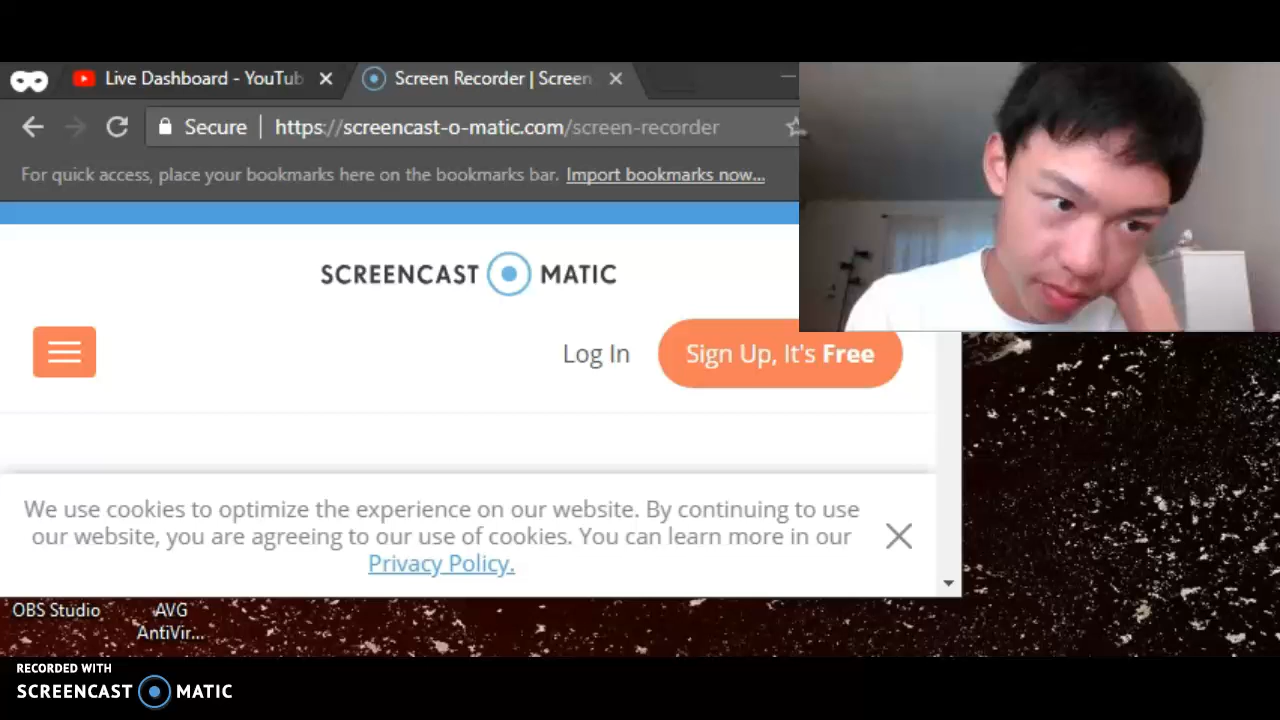 Live Dashboard - YouTub
Screen Recorder | Screen
Secure
https://screencast-o-matic.com/screen-recorder
For quick access, place your bookmarks here on the bookmarks bar. Import bookmarks now...
SCREENCAST MATIC
Log In
Sign Up, It's Free
We use cookies to optimize the experience on our website. By continuing to use
our website, you are agreeing to our use of cookies. You can learn more in our
Privacy Policy.
OBS Studio
AVG
AntiVir...
RECORDED WITH
SCREENCAST MATIC